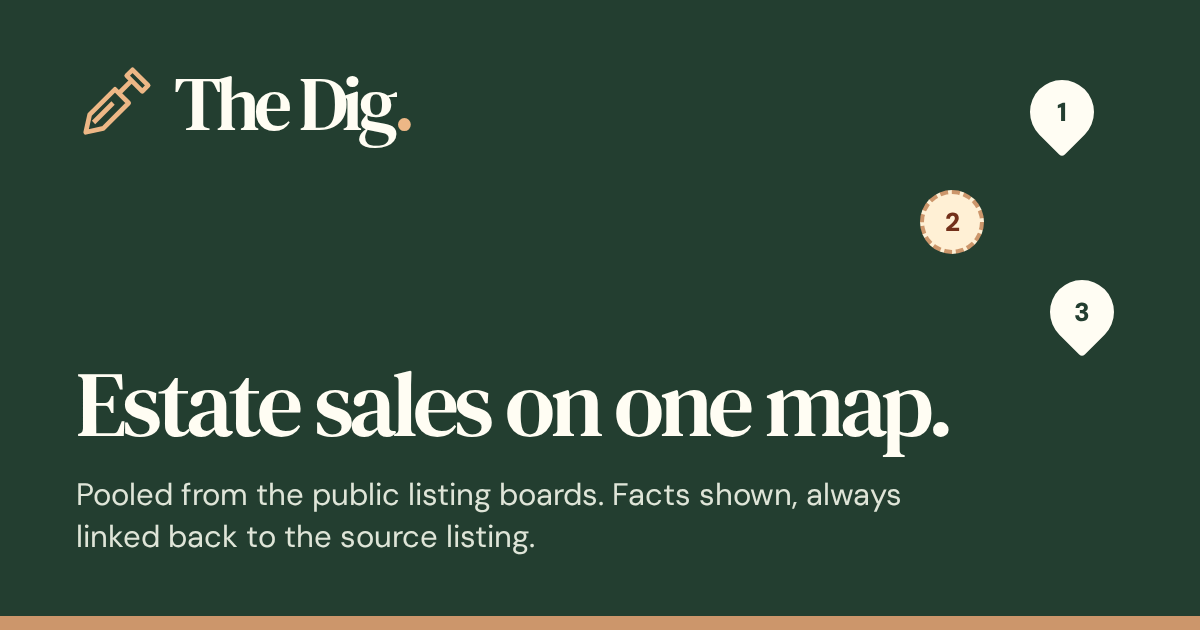 The Dig.
1
2
3
Estate sales on one map.
Pooled from the public listing boards. Facts shown, always
linked back to the source listing.